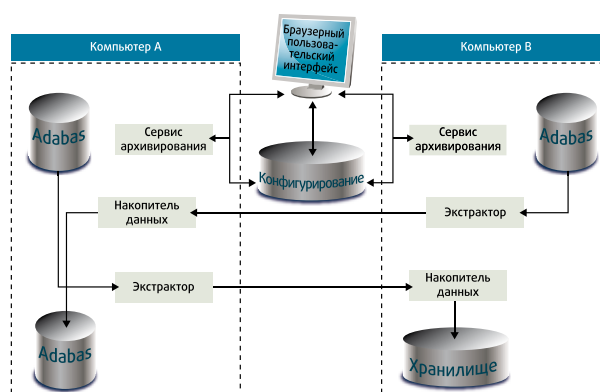 Браузерный
пользова-
тельский
интерфейс
Компьютер А
Компьютер В
Adabas
Сервис
архивирования
Сервис
архивирования
Adabas
Конфигурирование
Накопитель
данных
Экстрактор
Экстрактор
Накопитель
данных
Adabas
Хранилище